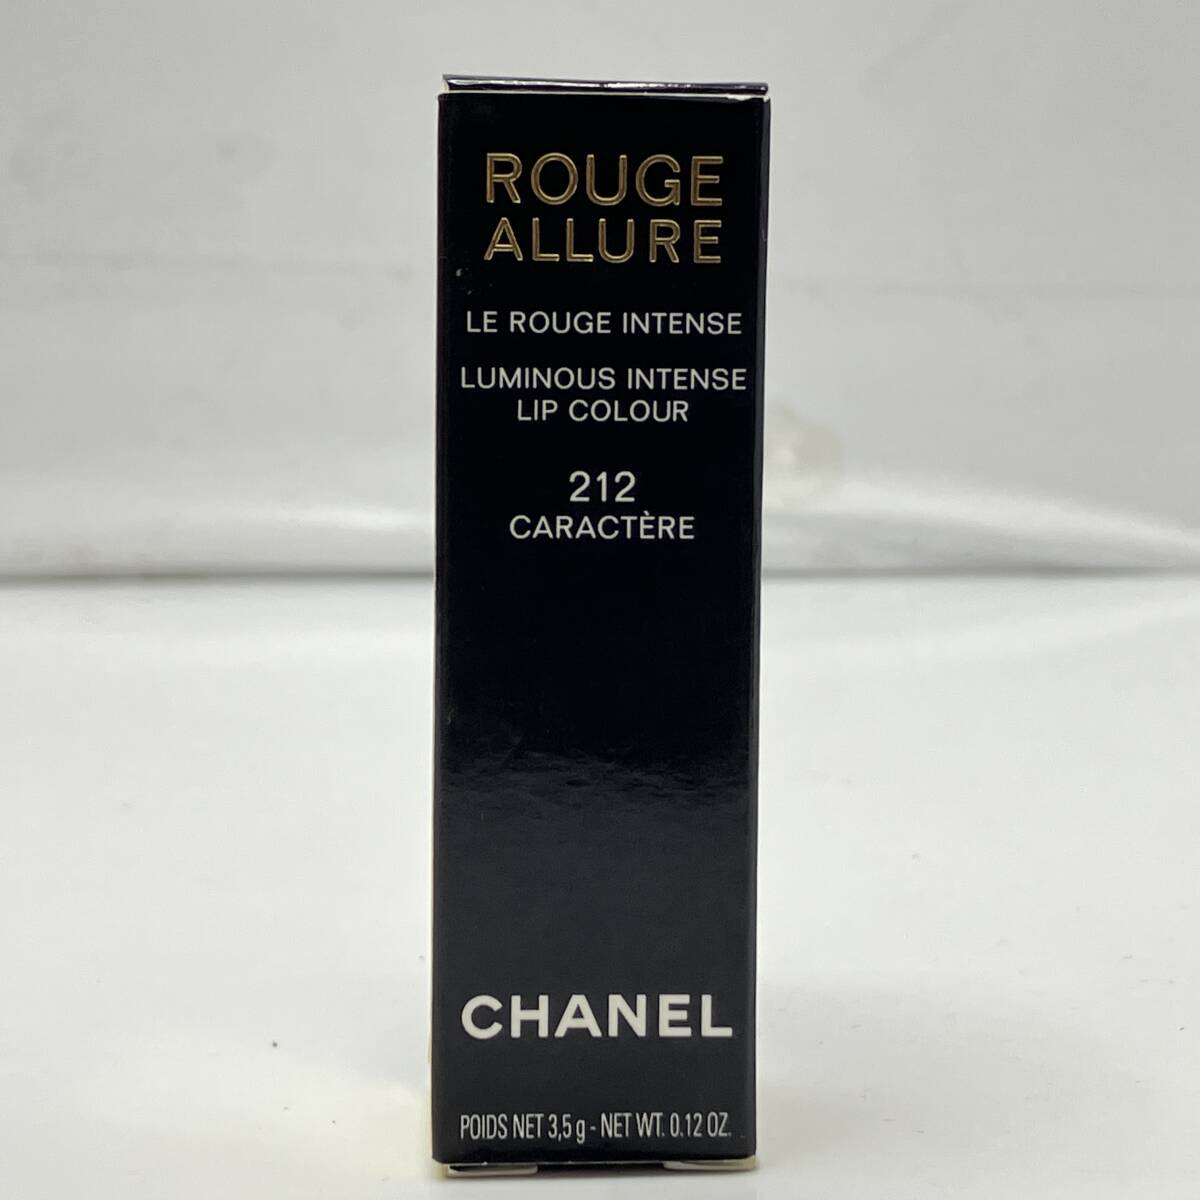 ROUGE
ALLURE
LE ROUGE INTENSE
LUMINOUS INTENSE
LIP COLOUR
212
CARACTÈRE
CHANEL
POIDS NET 3,5 g - NET WT. 0.12 OZ.